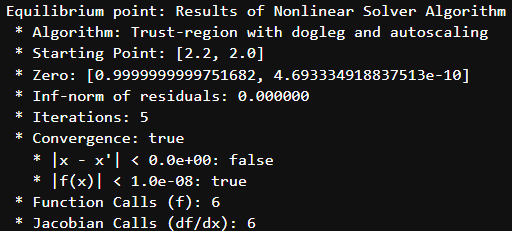 Equilibrium point: Results of Nonlinear Solver Algorithm
* Algorithm: Trust-region with dogleg and autoscaling
* Starting Point: [2.2, 2.0]
* Zero: [0.9999999999751682, 4.693334918837513e-10]
* Inf-norm of residuals: 0.000000
* Iterations: 5
* Convergence: true
* |x - x'| < 0.0e+00: false
* |f(x)| < 1.0e-08: true
* Function Calls (f): 6
* Jacobian Calls (df/dx): 6